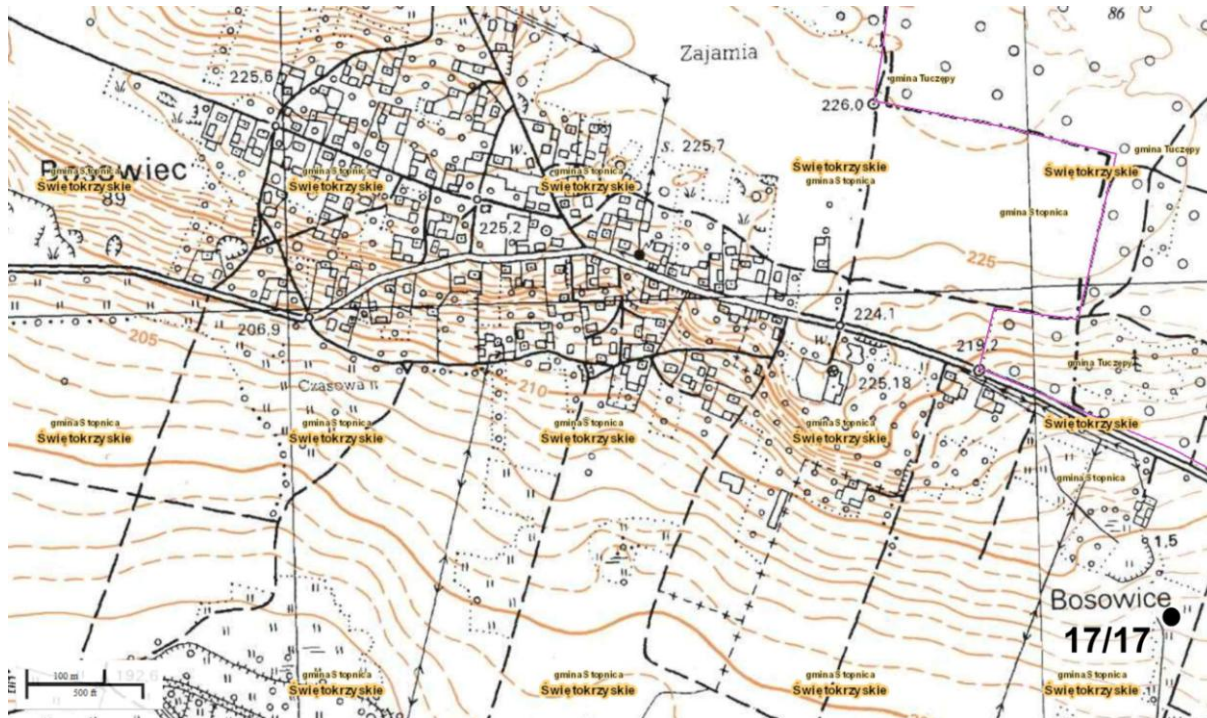 86
Zajamia
gmina Tuczępy
225.6
226.0
W.
S. 225,7
gmina Tuczępy
gmina Stopnica
Świętokrzyskie
89
gmina Stopnica
Świętokrzyskie
gmina Stopnica
Świętokrzyskie
Świętokrzyskie
gmina Stopnica
Świętokrzyskie
gmina Stopnica
225.2
225
206.9
224.1
205
219.2
W.
gmina Tuczępy
Czasowa n
210
225.18
gmina Stopnica
Świętokrzyskie
gmina Stopnica
Świętokrzyskie
gmina Stopnica
Świętokrzyskie
gmina Stopnica
Świętokrzyskie
Świętokrzyskie
gmina Stopnica
1.5
Bosowice
17/17
192,6
100 m
500 ft
gmina Stopnica
Świętokrzyskie
gmina Stopnica
Świętokrzyskie
gmina Stopnica
Świętokrzyskie
gmina Stopnica
Świętokrzyskie